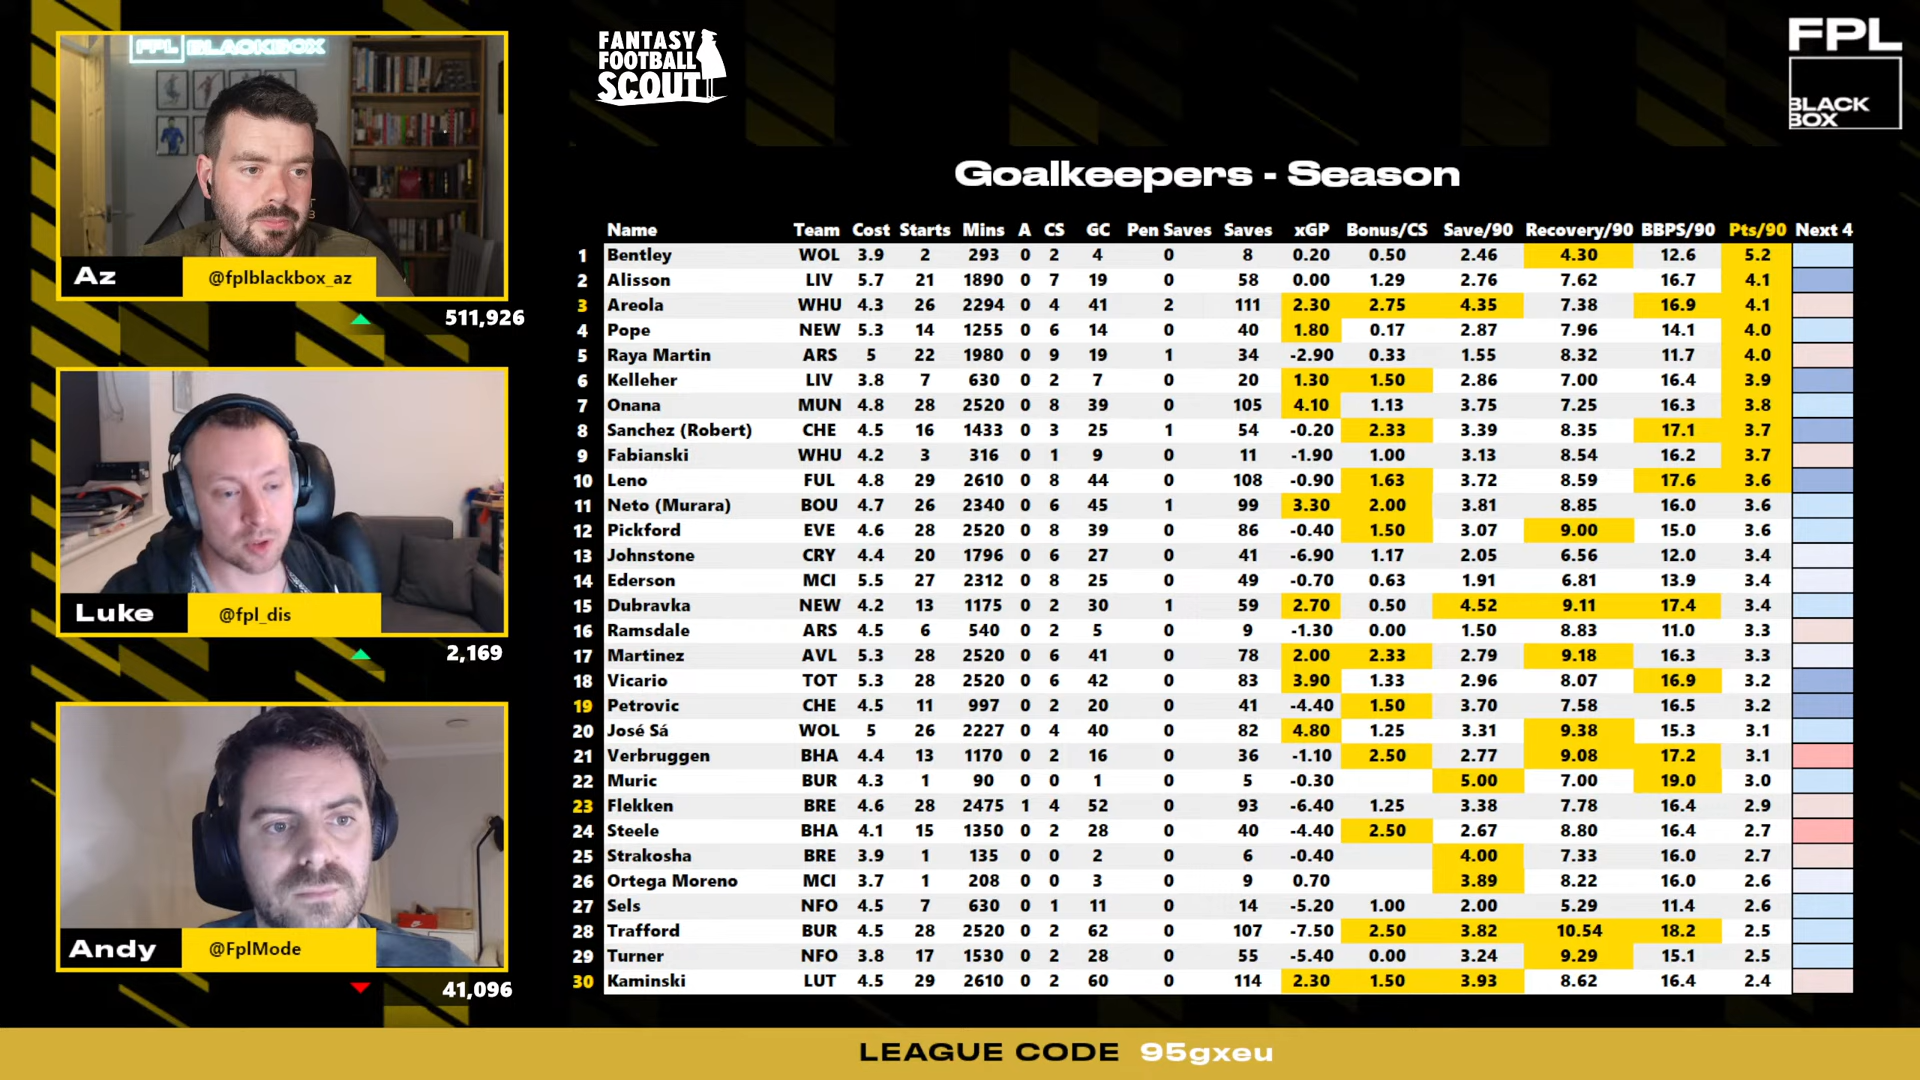 FPL BLACKBOX
Az
@fplblackbox_az
511,926
Luke
@fpl_dis
2,169
Andy
@FplMode
41,096
FANTASY
FOOTBALL
SCOUT
FPL
BLACK
BOX
Goalkeepers - Season
Name Team Cost Starts Mins A CS GC Pen Saves Saves xGP Bonus/CS Save/90 Recovery/90 BBPS/90 Pts/90 Next 4
1 Bentley WOL 3.9 2 293 0 2 4 0 8 0.20 0.50 2.46 4.30 12.6 5.2
2 Alisson LIV 5.7 21 1890 0 7 19 0 58 0.00 1.29 2.76 7.62 16.7 4.1
3 Areola WHU 4.3 26 2294 0 4 41 2 111 2.30 2.75 4.35 7.38 16.9 4.1
4 Pope NEW 5.3 14 1255 0 6 14 0 40 1.80 0.17 2.87 7.96 14.1 4.0
5 Raya Martin ARS 5 22 1980 0 9 19 1 34 -2.90 0.33 1.55 8.32 11.7 4.0
6 Kelleher LIV 3.8 7 630 0 2 7 0 20 1.30 1.50 2.86 7.00 16.4 3.9
7 Onana MUN 4.8 28 2520 0 8 39 0 105 4.10 1.13 3.75 7.25 16.3 3.8
8 Sanchez (Robert) CHE 4.5 16 1433 0 3 25 1 54 -0.20 2.33 3.39 8.35 17.1 3.7
9 Fabianski WHU 4.2 3 316 0 1 9 0 11 -1.90 1.00 3.13 8.54 16.2 3.7
10 Leno FUL 4.8 29 2610 0 8 44 0 108 -0.90 1.63 3.72 8.59 17.6 3.6
11 Neto (Murara) BOU 4.7 26 2340 0 6 45 1 99 3.30 2.00 3.81 8.85 16.0 3.6
12 Pickford EVE 4.6 28 2520 0 8 39 0 86 -0.40 1.50 3.07 9.00 15.0 3.6
13 Johnstone CRY 4.4 20 1796 0 6 27 0 41 -6.90 1.17 2.05 6.56 12.0 3.4
14 Ederson MCI 5.5 27 2312 0 8 25 0 49 -0.70 0.63 1.91 6.81 13.9 3.4
15 Dubravka NEW 4.2 13 1175 0 2 30 1 59 2.70 0.50 4.52 9.11 17.4 3.4
16 Ramsdale ARS 4.5 6 540 0 2 5 0 9 -1.30 0.00 1.50 8.83 11.0 3.3
17 Martinez AVL 5.3 28 2520 0 6 41 0 78 2.00 2.33 2.79 9.18 16.3 3.3
18 Vicario TOT 5.3 28 2520 0 6 42 0 83 3.90 1.33 2.96 8.07 16.9 3.2
19 Petrovic CHE 4.5 11 997 0 2 20 0 41 -4.40 1.50 3.70 7.58 16.5 3.2
20 José Sá WOL 5 26 2227 0 4 40 0 82 4.80 1.25 3.31 9.38 15.3 3.1
21 Verbruggen BHA 4.4 13 1170 0 2 16 0 36 -1.10 2.50 2.77 9.08 17.2 3.1
22 Muric BUR 4.3 1 90 0 0 1 0 5 -0.30 5.00 7.00 19.0 3.0
23 Flekken BRE 4.6 28 2475 1 4 52 0 93 -6.40 1.25 3.38 7.78 16.4 2.9
24 Steele BHA 4.1 15 1350 0 2 28 0 40 -4.40 2.50 2.67 8.80 16.4 2.7
25 Strakosha BRE 3.9 1 135 0 0 2 0 6 -0.40 4.00 7.33 16.0 2.7
26 Ortega Moreno MCI 3.7 1 208 0 0 3 0 9 0.70 3.89 8.22 16.0 2.6
27 Sels NFO 4.5 7 630 0 1 11 0 14 -5.20 1.00 2.00 5.29 11.4 2.6
28 Trafford BUR 4.5 28 2520 0 2 62 0 107 -7.50 2.50 3.82 10.54 18.2 2.5
29 Turner NFO 3.8 17 1530 0 2 28 0 55 -5.40 0.00 3.24 9.29 15.1 2.5
30 Kaminski LUT 4.5 29 2610 0 2 60 0 114 2.30 1.50 3.93 8.62 16.4 2.4
LEAGUE CODE 95gxeu